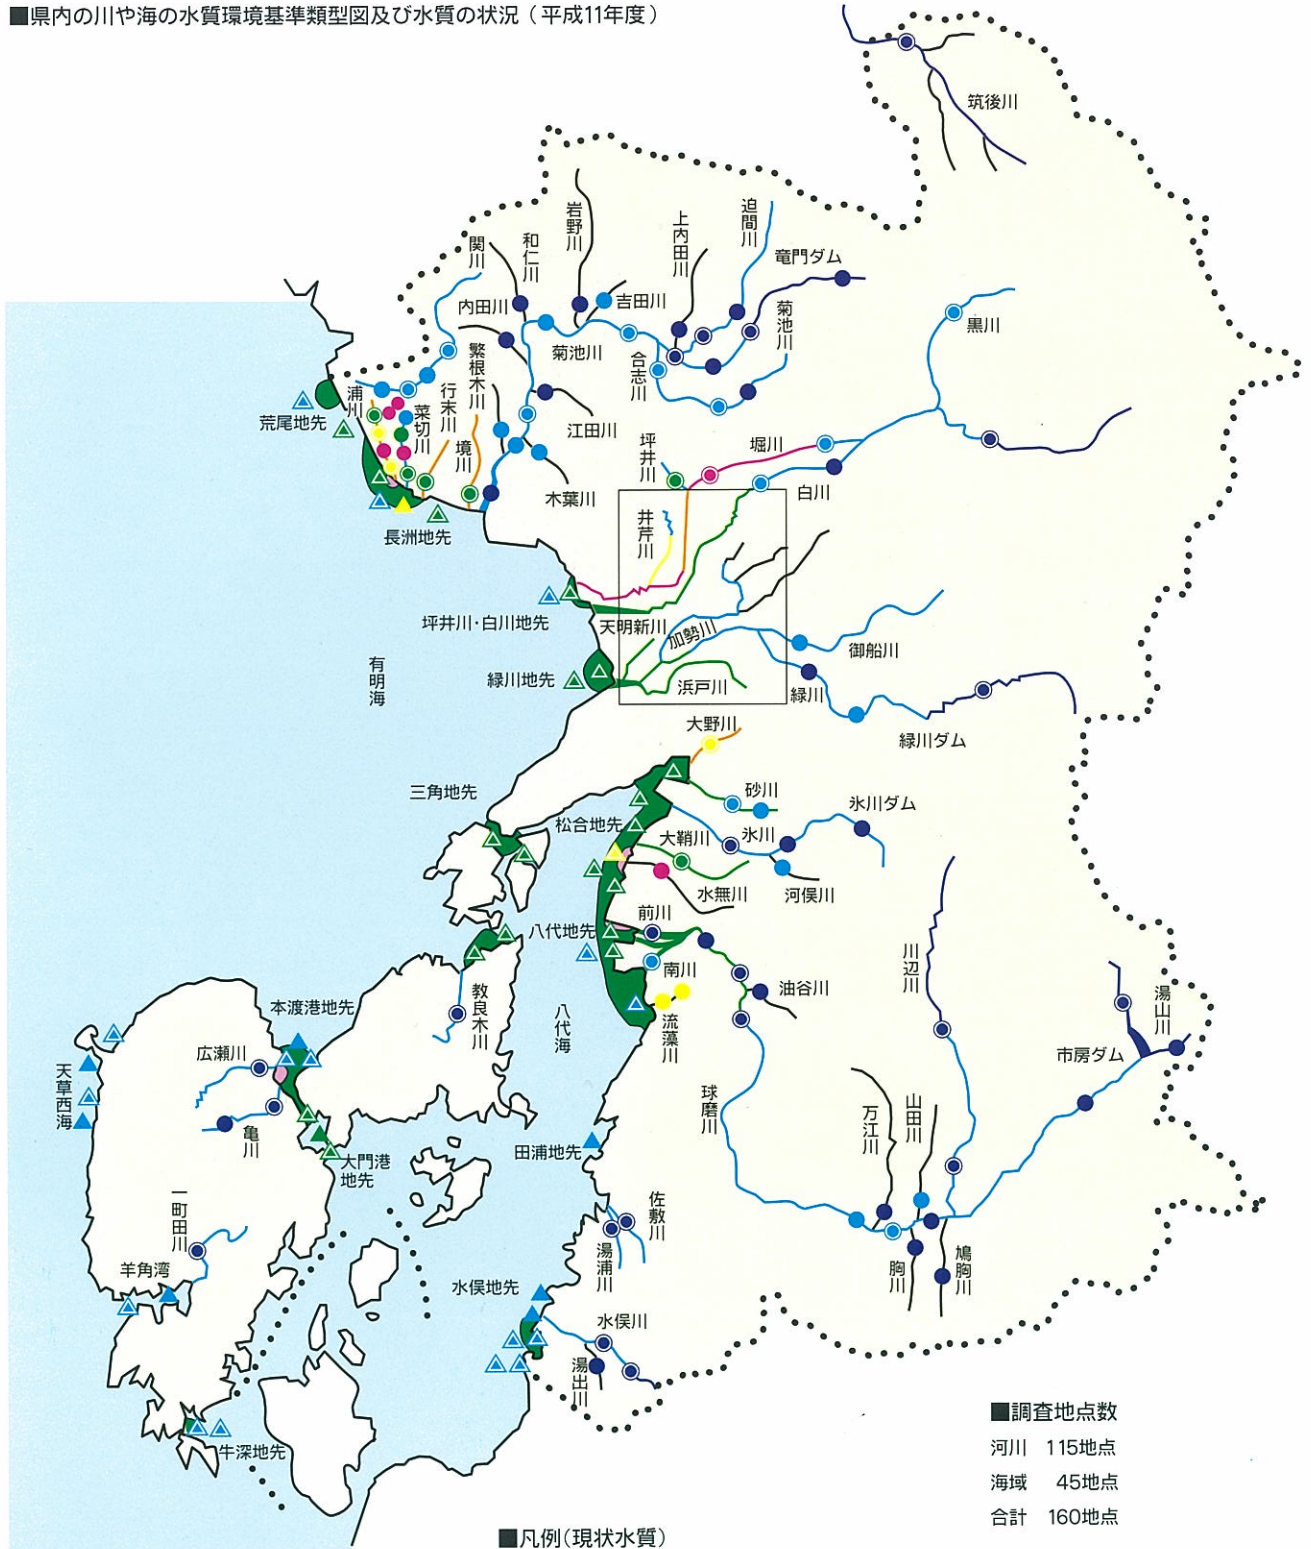 ■県内の川や海の水質環境基準類型図及び水質の状況（平成11年度）
筑後川
岩野川
迫間川
上内田川
和仁川
関川
竜門ダム
内田川
吉田川
菊池川
黒川
繁根木川
菊池川
合志川
行末川
浦川
菜切川
荒尾地先
境川
江田川
坪井川
堀川
木葉川
白川
井芹川
長洲地先
坪井川・白川地先
天明新川
加勢川
御船川
有明海
緑川地先
浜戸川
緑川
大野川
緑川ダム
三角地先
砂川
氷川ダム
松合地先
大鞘川
氷川
水無川
河俣川
前川
八代地先
川辺川
南川
油谷川
教良木川
湯山川
本渡港地先
八代海
流藻川
広瀬川
市房ダム
天草西海
球磨川
山田川
万江川
亀川
田浦地先
大門港
地先
一町田川
佐敷川
湯浦川
羊角湾
胸川
鳩胸川
水俣地先
水俣川
湯出川
牛深地先
■調査地点数
河川　115地点
海域　45地点
合計　160地点
■凡例(現状水質)